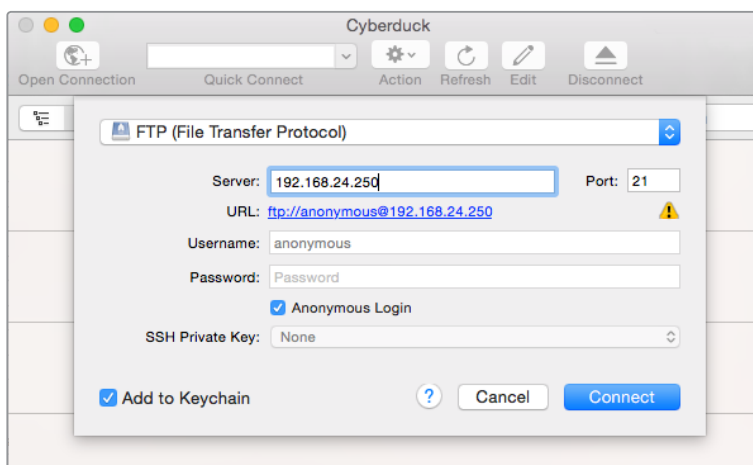 Cyberduck
Open Connection Quick Connect Action Refresh Edit Disconnect
FTP (File Transfer Protocol)
Server: 192.168.24.250 Port: 21
URL: ftp://anonymous@192.168.24.250
Username: anonymous
Password: Password
Anonymous Login
SSH Private Key: None
Add to Keychain ? Cancel Connect